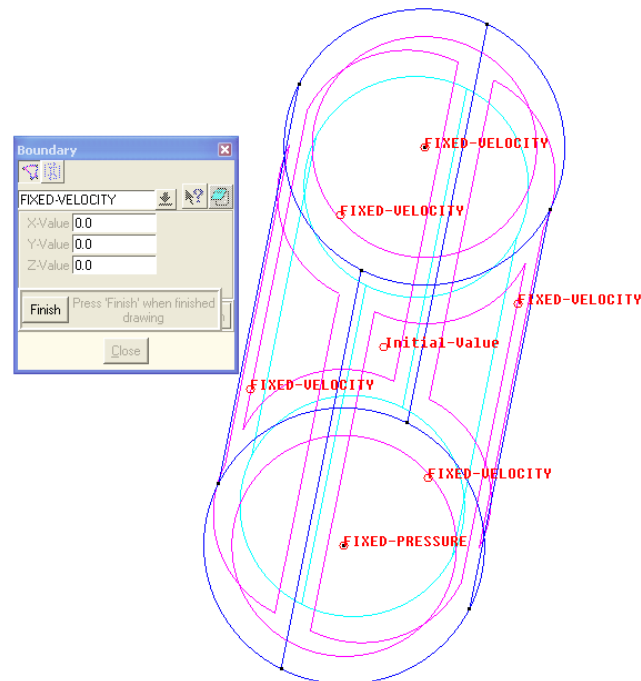 Boundary
FIXED-VELOCITY
X-Value 0.0
Y-Value 0.0
Z-Value 0.0
Finish Press 'Finish' when finished
drawing
Close
FIXED-VELOCITY
FIXED-VELOCITY
FIXED-VELOCITY
Initial-Value
FIXED-VELOCITY
FIXED-VELOCITY
FIXED-PRESSURE